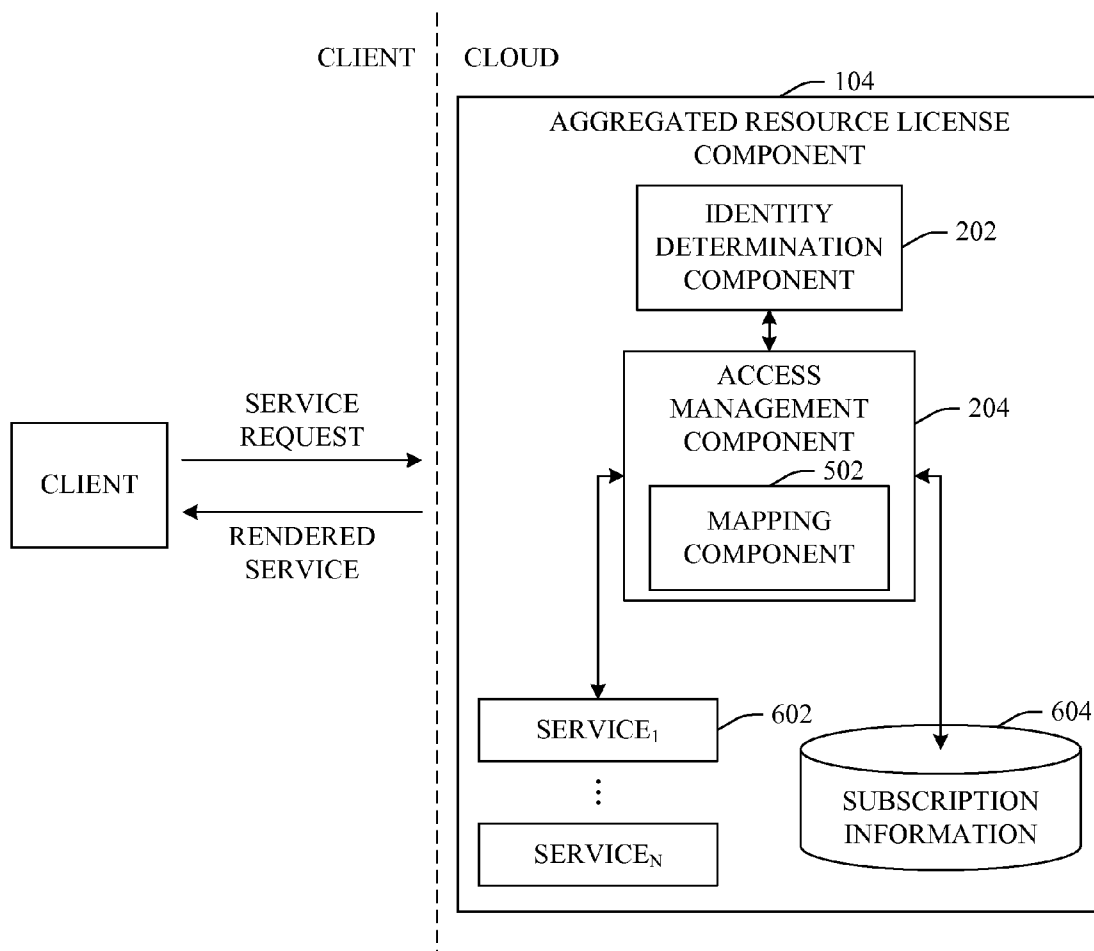 CLIENT
CLOUD
104
AGGREGATED RESOURCE LICENSE
COMPONENT
IDENTITY
DETERMINATION
COMPONENT
202
ACCESS
MANAGEMENT
COMPONENT
204
502
MAPPING
COMPONENT
SERVICE
REQUEST
CLIENT
RENDERED
SERVICE
SERVICE₁
602
604
⋮
SERVICE_N
SUBSCRIPTION
INFORMATION